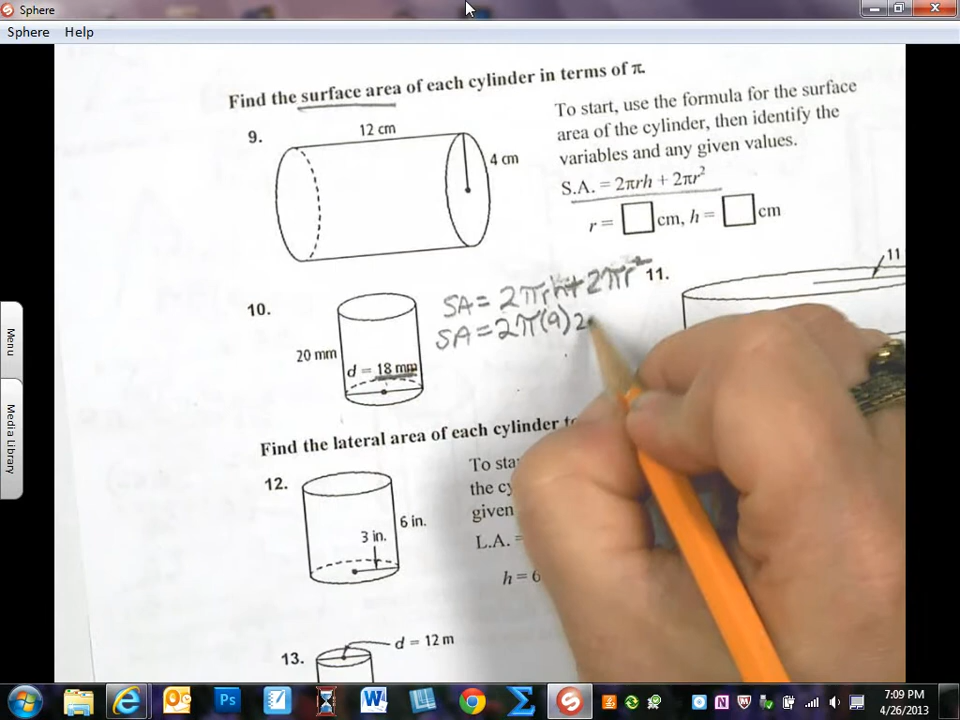 Sphere
Sphere Help
Find the surface area of each cylinder in terms of π.
9.
12 cm
4 cm
To start, use the formula for the surface
area of the cylinder, then identify the
variables and any given values.
S.A. = 2πrh + 2πr²
r = □ cm, h = □ cm
10.
20 mm
d = 18 mm
SA = 2πrh + 2πr²
SA = 2π(9)2
11.
11
Find the lateral area of each cylinder
12.
3 in.
6 in.
To
the
given
L.A. =
h = 6
13.
d = 12 m
Menu
Media Library
7:09 PM
4/26/2013